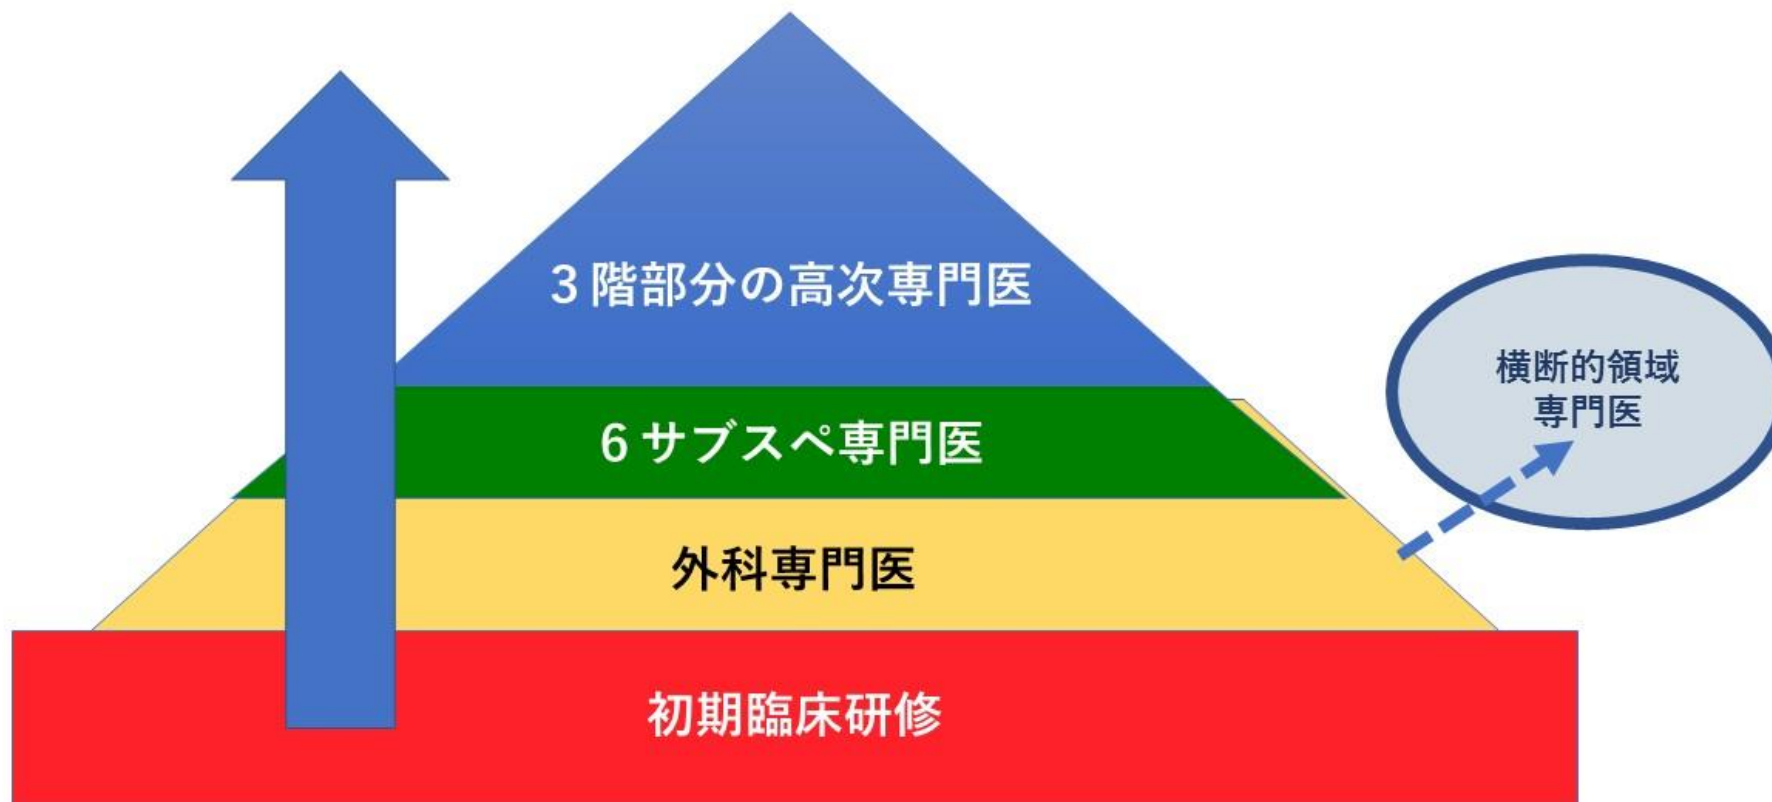 ３階部分の高次専門医
横断的領域
専門医
６サブスペ専門医
外科専門医
初期臨床研修